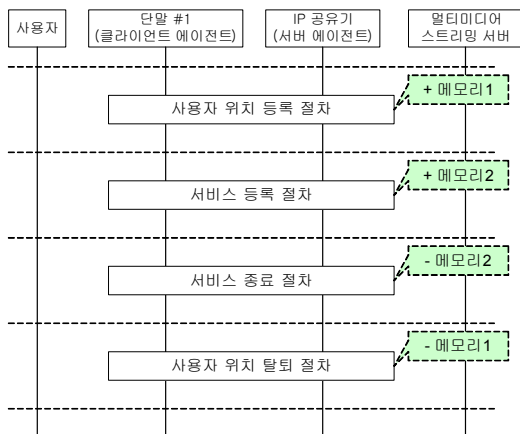 사용자
단말 #1
(클라이언트 에이전트)
IP 공유기
(서버 에이전트)
멀티미디어
스트리밍 서버
+ 메모리1
사용자 위치 등록 절차
+ 메모리2
서비스 등록 절차
- 메모리2
서비스 종료 절차
- 메모리1
사용자 위치 탈퇴 절차